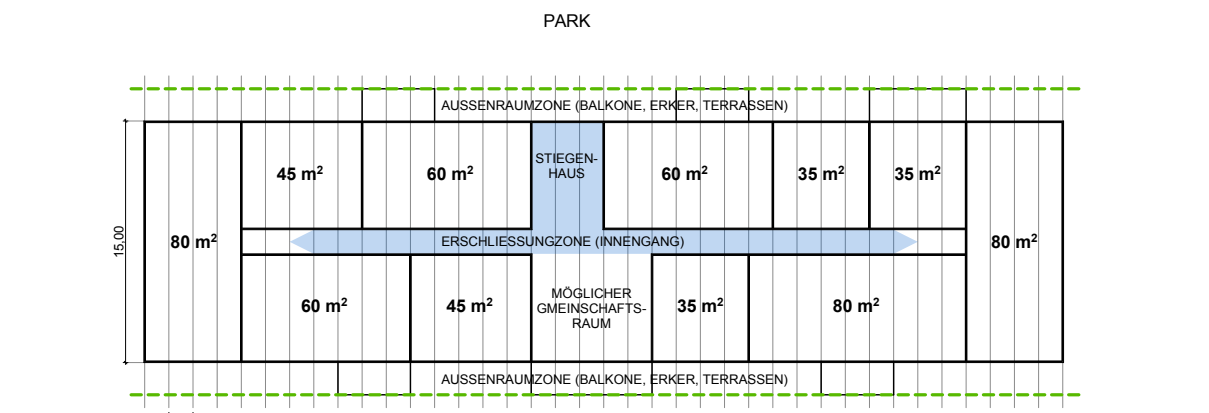 PARK
AUSSENRAUMZONE (BALKONE, ERKER, TERRASSEN)
45 m²
60 m²
STIEGEN-
HAUS
60 m²
35 m²
35 m²
15,00
80 m²
ERSCHLIESSUNGZONE (INNENGANG)
80 m²
60 m²
45 m²
MÖGLICHER
GMEINSCHAFTS-
RAUM
35 m²
80 m²
AUSSENRAUMZONE (BALKONE, ERKER, TERRASSEN)